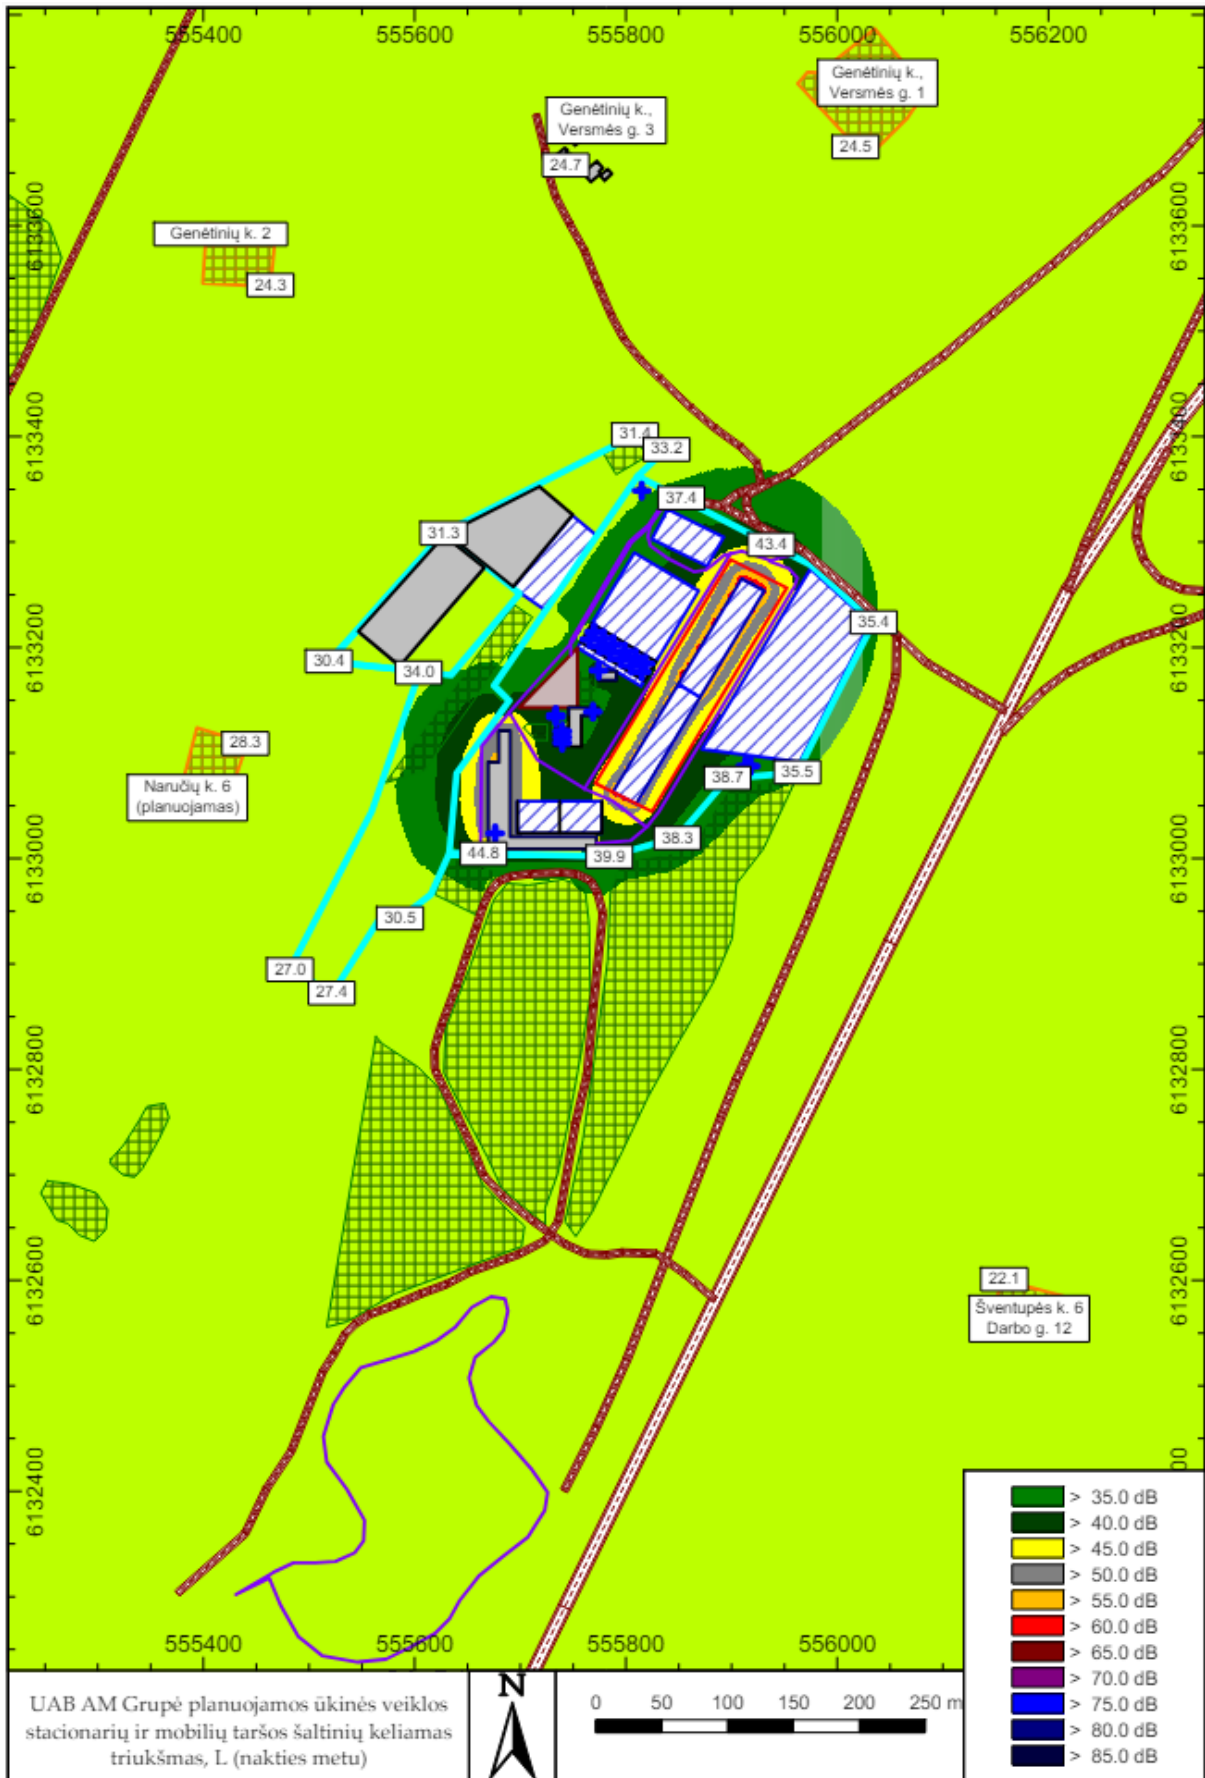 555400 555600 555800 556000 556200
Genėtinių k.,
Versmės g. 1
24.5
Genėtinių k.,
Versmės g. 3
24.7
6133600
6133600
Genėtinių k. 2
24.3
6133400
6133400
31.4
33.2
37.4
31.3
43.4
35.4
6133200
6133200
30.4
34.0
28.3
Naručių k. 6
(planuojamas)
38.7
35.5
38.3
44.8
39.9
6133000
6133000
30.5
27.0
27.4
6132800
6132800
6132600
6132600
22.1
Šventupės k. 6
Darbo g. 12
6132400
00
555400 555600 555800 556000
> 35.0 dB
> 40.0 dB
> 45.0 dB
> 50.0 dB
> 55.0 dB
> 60.0 dB
> 65.0 dB
> 70.0 dB
> 75.0 dB
> 80.0 dB
> 85.0 dB
UAB AM Grupė planuojamos ūkinės veiklos
stacionarių ir mobilių taršos šaltinių keliamas
triukšmas, L (nakties metu)
N
0 50 100 150 200 250 m